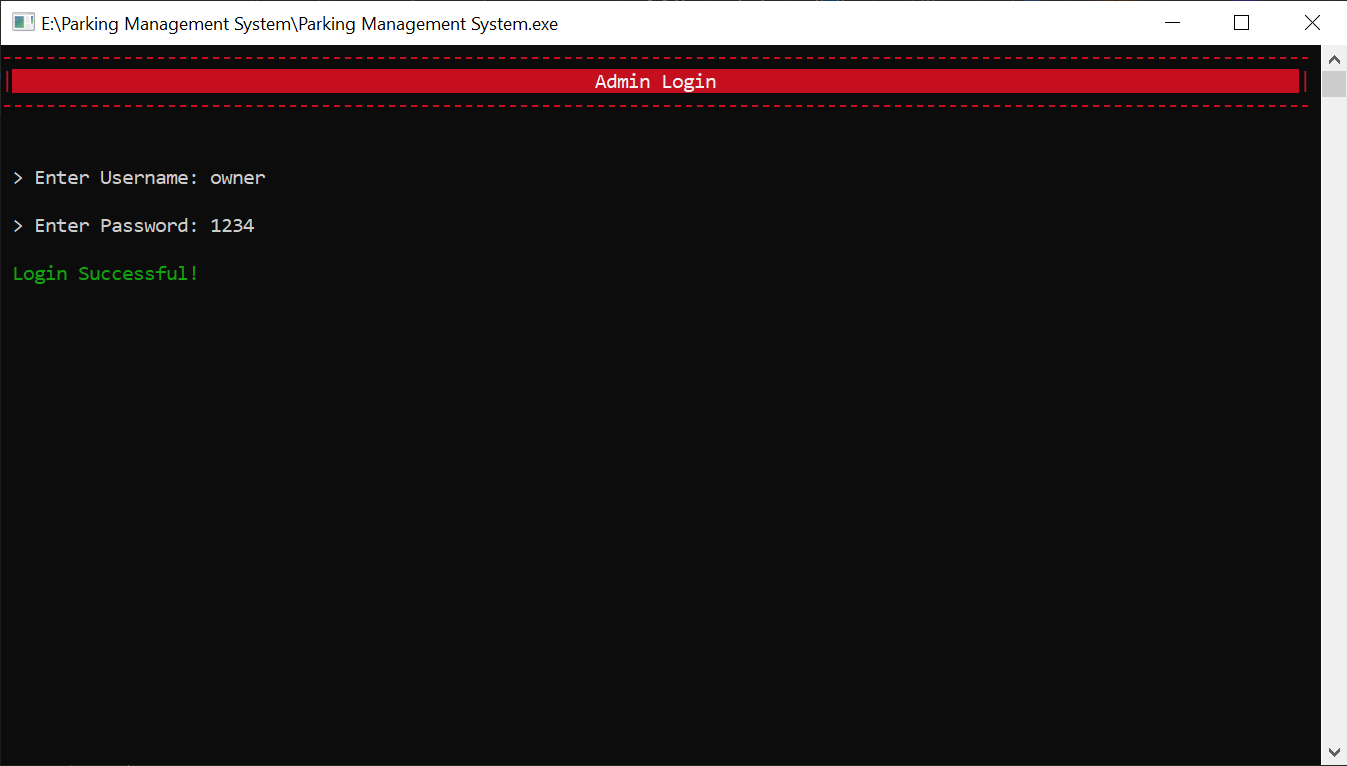 E:\Parking Management System\Parking Management System.exe
Admin Login
> Enter Username: owner
> Enter Password: 1234
Login Successful!